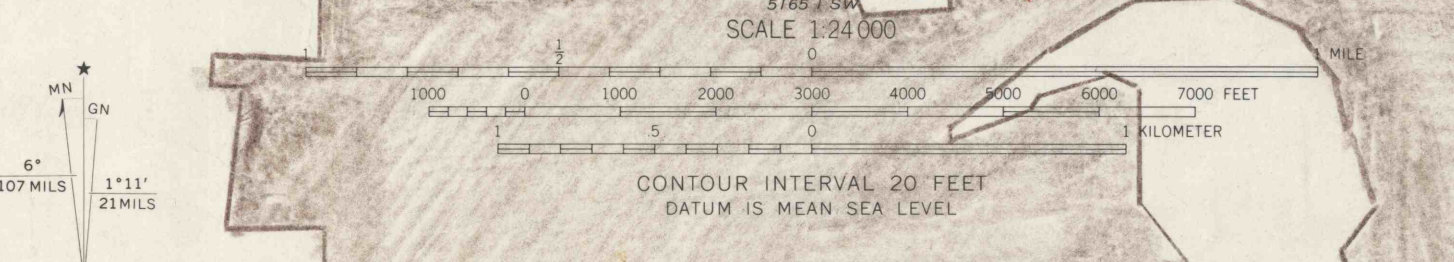 5165 I SW
SCALE 1:24 000
1 ½ 0 1 MILE
1000 0 1000 2000 3000 4000 5000 6000 7000 FEET
1 .5 0 1 KILOMETER
CONTOUR INTERVAL 20 FEET
DATUM IS MEAN SEA LEVEL
★
MN
GN
6°
107 MILS
1°11′
21 MILS